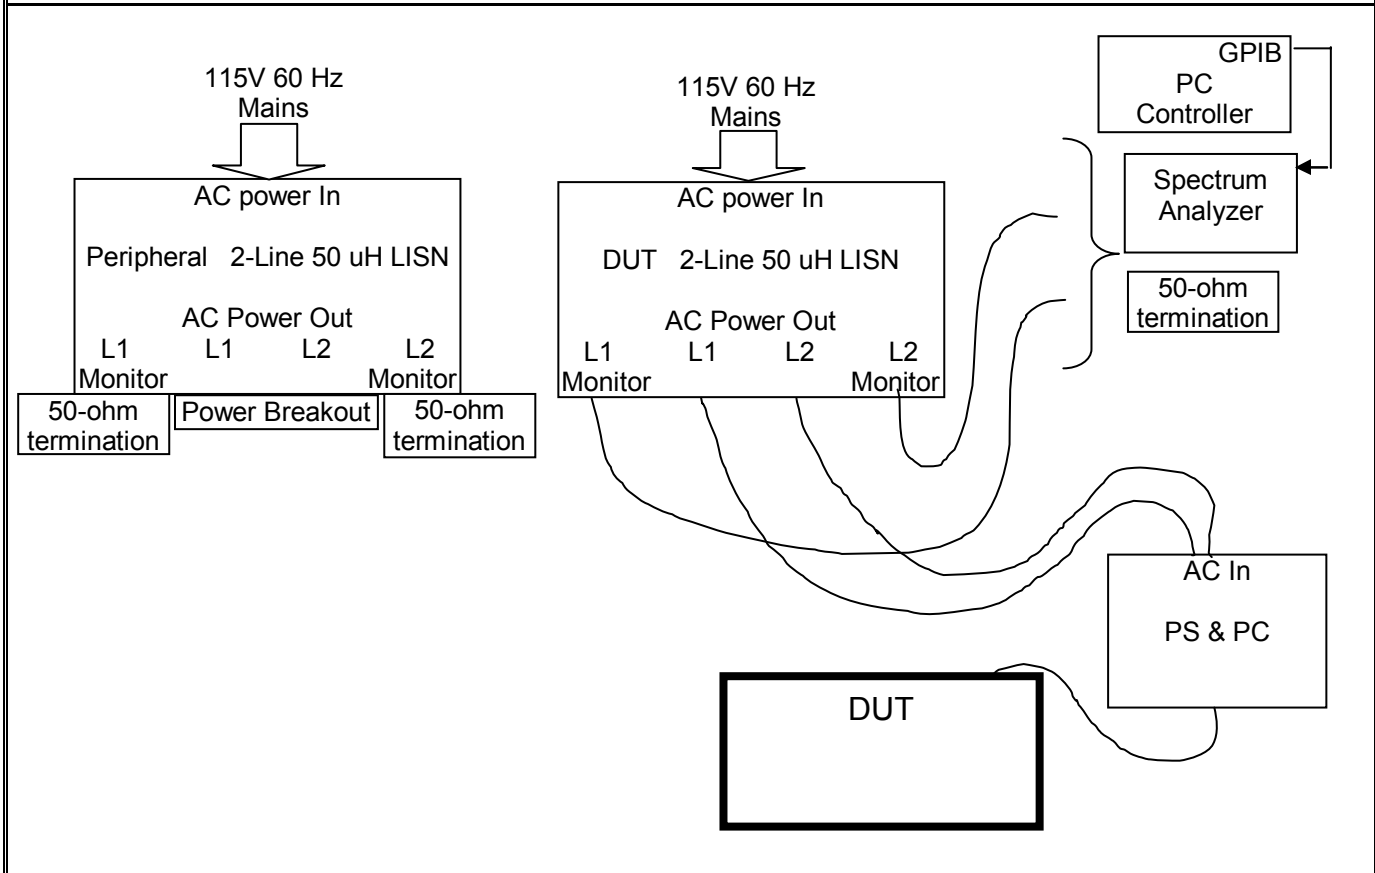 115V 60 Hz
Mains
AC power In
Peripheral 2-Line 50 uH LISN
AC Power Out
L1 L1 L2 L2
Monitor Monitor
50-ohm
termination
Power Breakout
50-ohm
termination
115V 60 Hz
Mains
AC power In
DUT 2-Line 50 uH LISN
AC Power Out
L1 L1 L2 L2
Monitor Monitor
GPIB
PC
Controller
Spectrum
Analyzer
50-ohm
termination
AC In
PS & PC
DUT